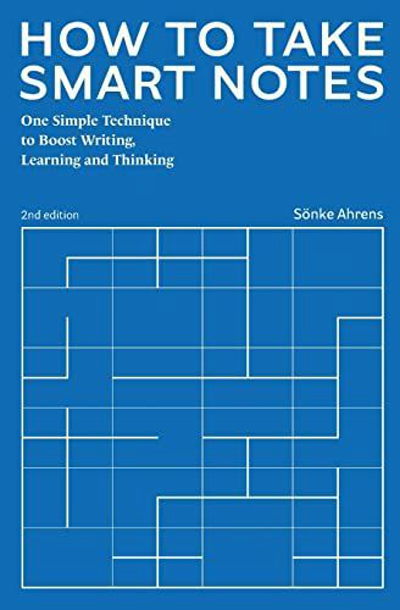 HOW TO TAKE
SMART NOTES
One Simple Technique
to Boost Writing,
Learning and Thinking
2nd edition
Sönke Ahrens